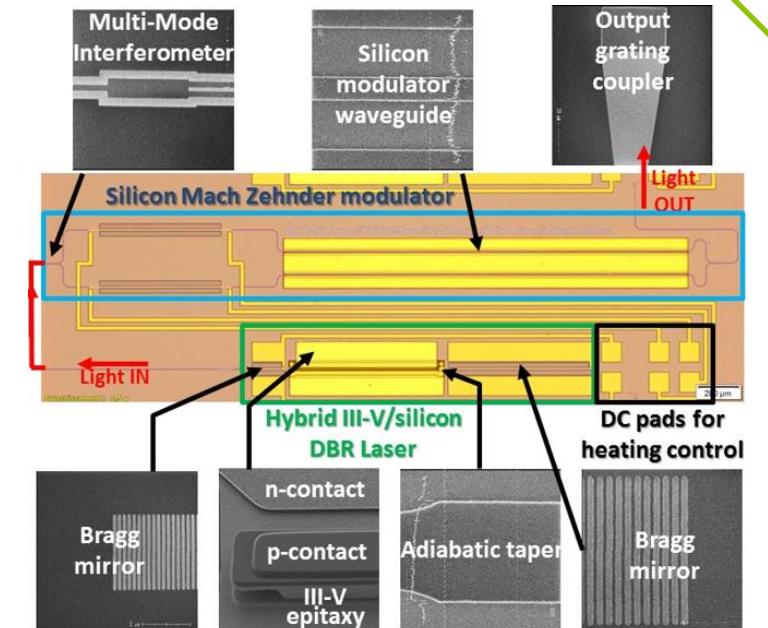 Multi-Mode
Interferometer
Silicon
modulator
waveguide
Output
grating
coupler
Silicon Mach Zehnder modulator
Light
OUT
Light IN
Hybrid III-V/silicon
DBR Laser
DC pads for
heating control
Bragg
mirror
n-contact
p-contact
III-V
epitaxy
Adiabatic taper
Bragg
mirror